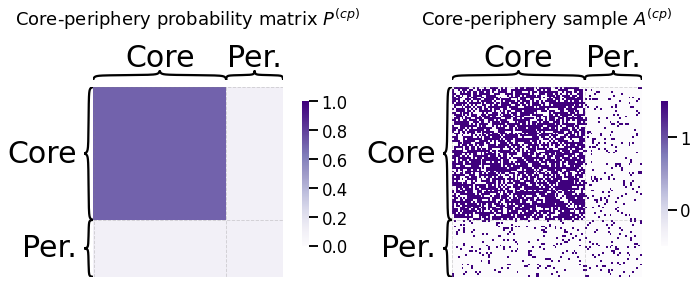 Core-periphery probability matrix P^(cp)
Core Per.
Core
Per.
1.0
0.8
0.6
0.4
0.2
0.0
Core-periphery sample A^(cp)
Core Per.
Core
Per.
1
0